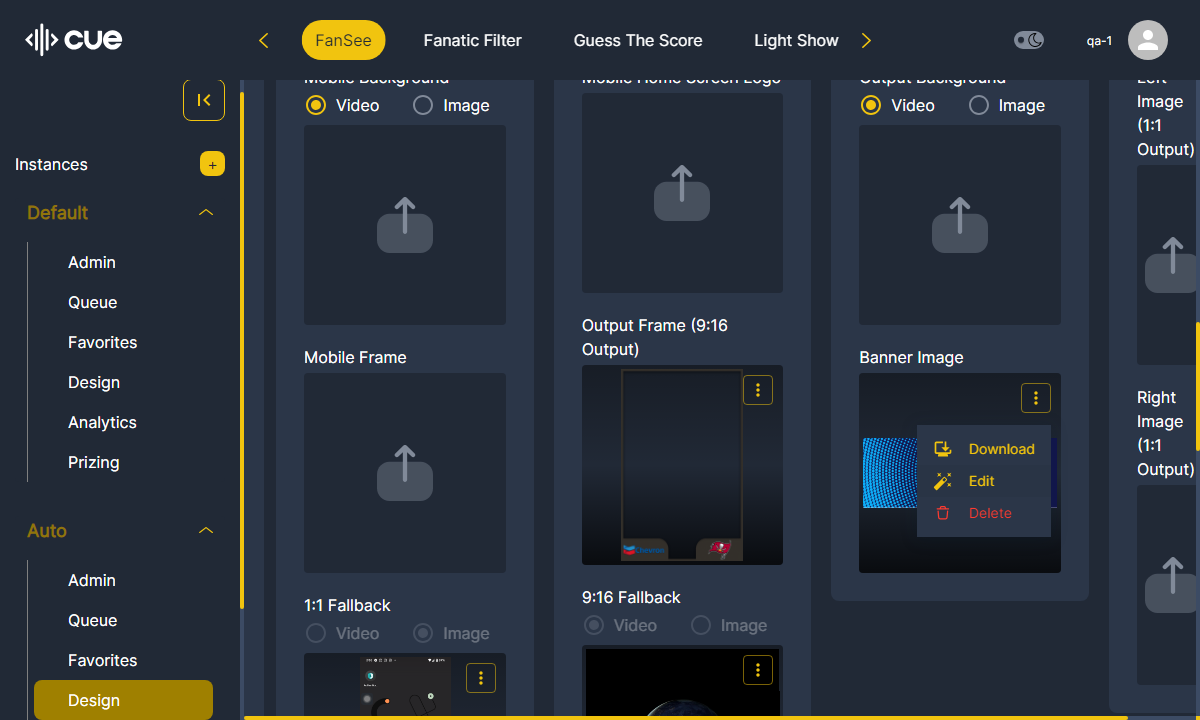 cue
FanSee
Fanatic Filter
Guess The Score
Light Show
qa-1
Instances
+
Default
Admin
Queue
Favorites
Design
Analytics
Prizing
Auto
Admin
Queue
Favorites
Design
Mobile Background
Video
Image
Mobile Frame
1:1 Fallback
Video
Image
Mobile Home Screen Logo
Output Frame (9:16
Output)
Chevron
9:16 Fallback
Video
Image
Output Background
Video
Image
Banner Image
Download
Edit
Delete
Left
Image
(1:1
Output)
Right
Image
(1:1
Output)